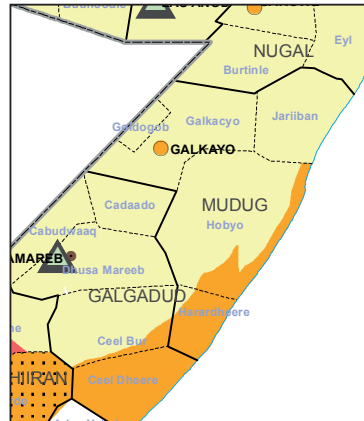 Eyl
NUGAL
Burtinle
Galdogob
Galkacyo
Jariiban
GALKAYO
Cadaado
MUDUG
Cabudwaaq
Hobyo
AMAREB
Dhusa Mareeb
GALGADUD
Harardheere
Ceel Bur
HIIRAN
Ceel Dheere